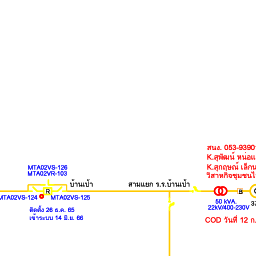 สนง. 053-9390
K.สุพัฒน์ หน่อแ
K.สุกฤษณ์ เลิกน
วิสาหกิจชุมชนไ
MTA02VS-126
MTA02VR-103
บ้านเป้า
สามแยก ร.ร.บ้านเป้า
R
B
MTA02VS-124
MTA02VS-125
50 kVA.
22kV/400-230V
ติดตั้ง 26 ธ.ค. 65
เข้าระบบ 14 มิ.ย. 66
COD วันที่ 12 ก.